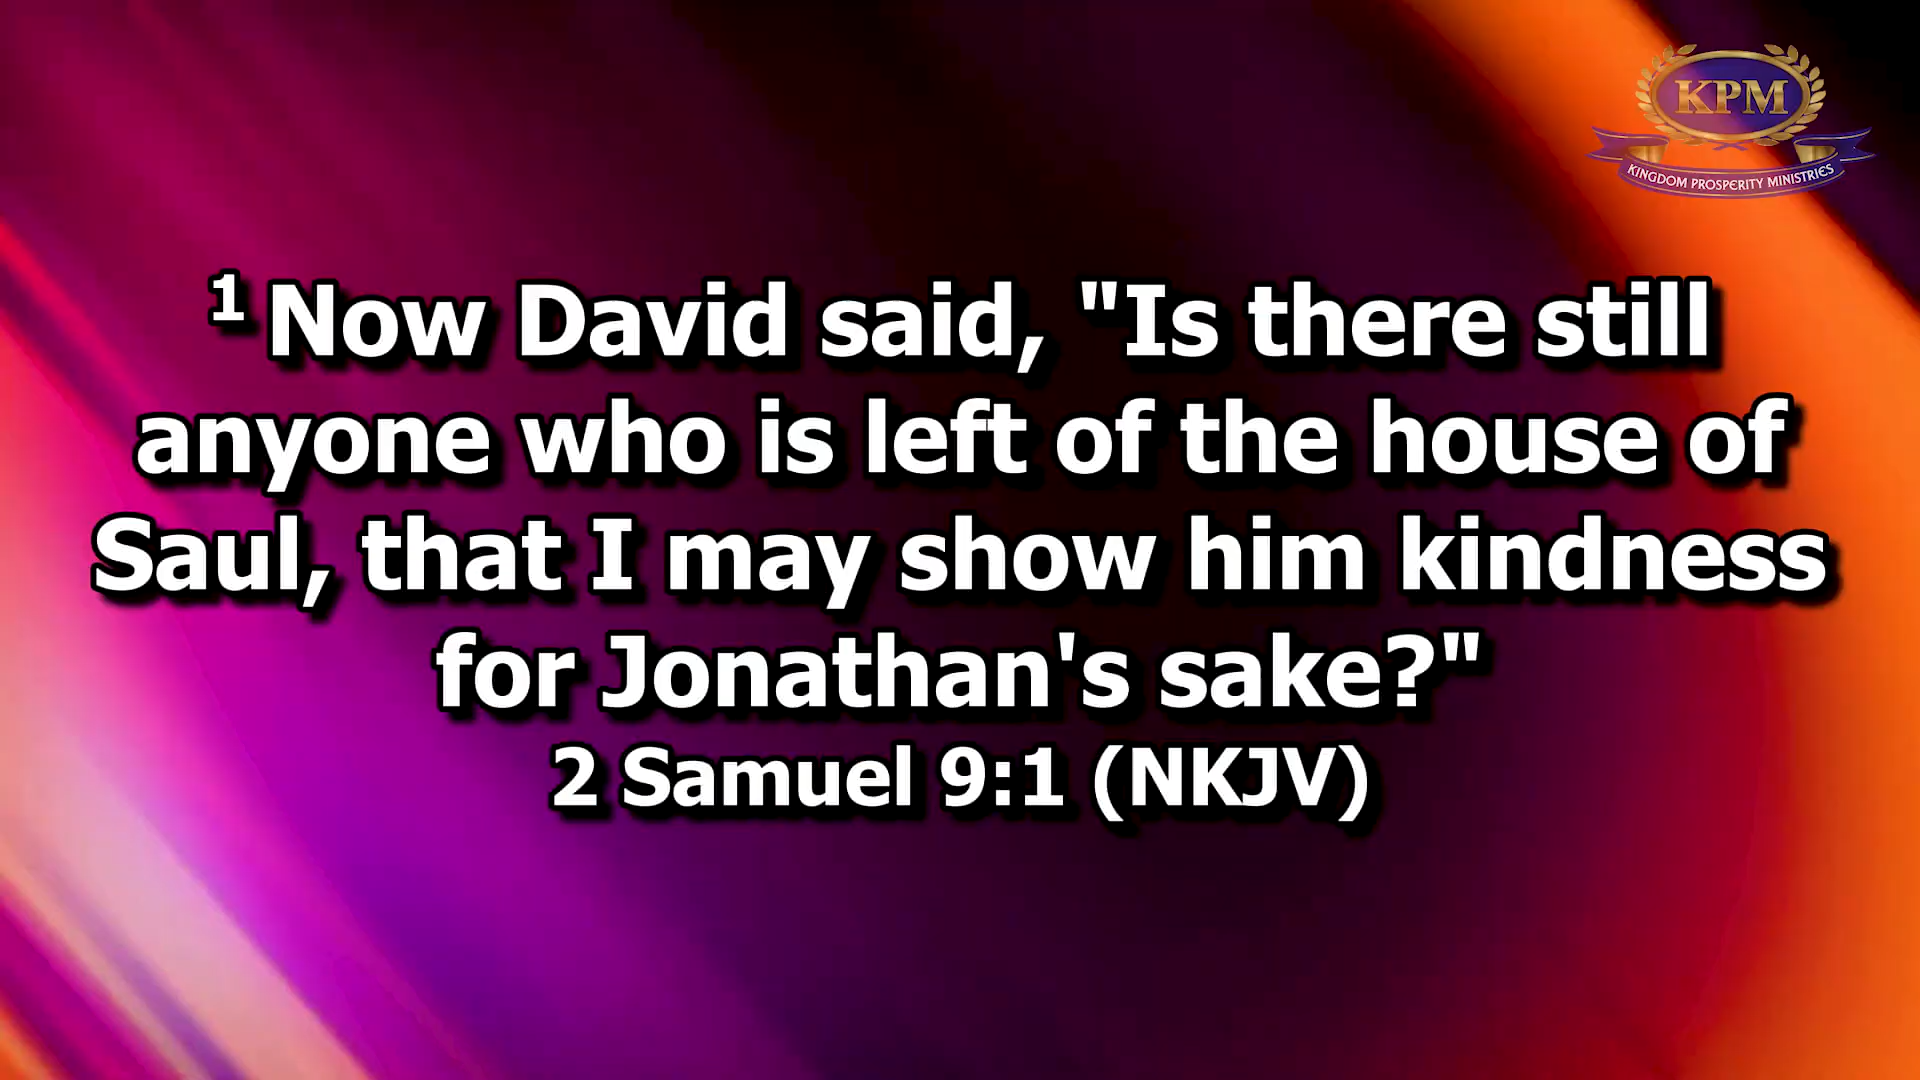 KPM
KINGDOM PROSPERITY MINISTRIES
1 Now David said, "Is there still
anyone who is left of the house of
Saul, that I may show him kindness
for Jonathan's sake?"
2 Samuel 9:1 (NKJV)